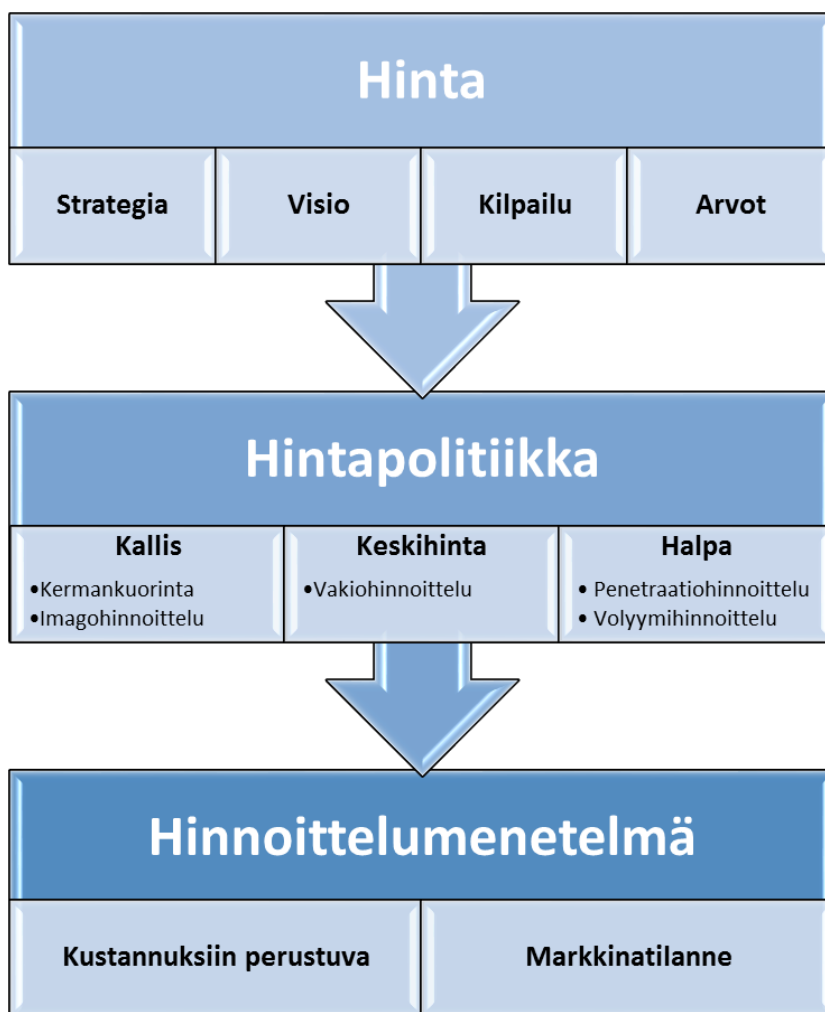 Hinta
Strategia
Visio
Kilpailu
Arvot
Hintapolitiikka
Kallis
•Kermankuorinta
•Imagohinnoittelu
Keskihinta
•Vakiohinnoittelu
Halpa
• Penetraatiohinnoittelu
• Volyymihinnoittelu
Hinnoittelumenetelmä
Kustannuksiin perustuva
Markkinatilanne